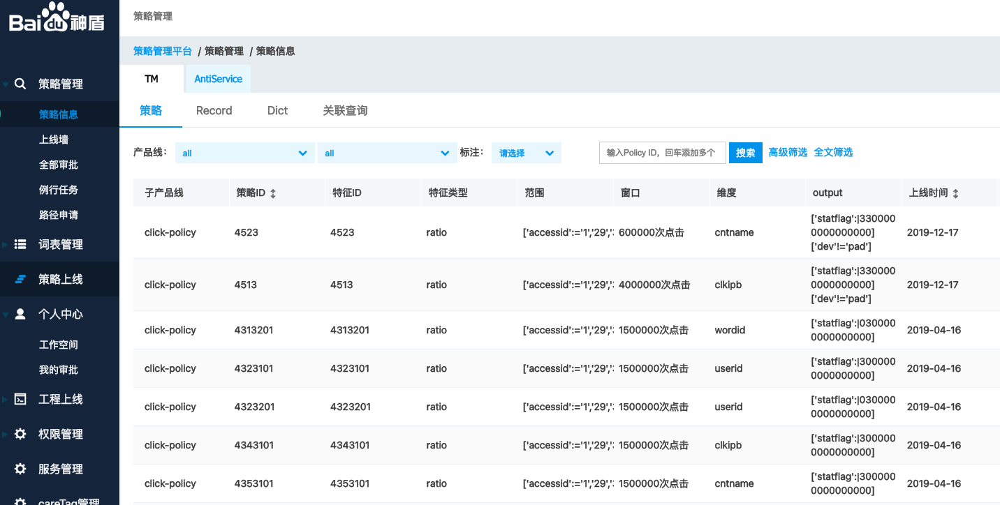 Baidu神盾
策略管理
策略信息
上线墙
全部审批
例行任务
路径申请
词表管理
策略上线
个人中心
工作空间
我的审批
工程上线
权限管理
服务管理
careTag管理
策略管理
策略管理平台 / 策略管理 / 策略信息
TM AntiService
策略 Record Dict 关联查询
产品线： all all 标注： 请选择 输入Policy ID，回车添加多个 搜索 高级筛选 全文筛选
子产品线 策略ID 特征ID 特征类型 范围 窗口 维度 output 上线时间
click-policy 4523 4523 ratio ['accessid':='1','29',' 600000次点击 cntname ['statflag':|330000 2019-12-17
0000000000000]
['dev'!='pad']
click-policy 4513 4513 ratio ['accessid':='1','29',' 4000000次点击 clkipb ['statflag':|330000 2019-12-17
0000000000000]
['dev'!='pad']
click-policy 4313201 4313201 ratio ['accessid':='1','29',' 1500000次点击 wordid ['statflag':|030000 2019-04-16
0000000000000]
click-policy 4323101 4323101 ratio ['accessid':='1','29',' 1500000次点击 userid ['statflag':|300000 2019-04-16
0000000000000]
click-policy 4323201 4323201 ratio ['accessid':='1','29',' 1500000次点击 userid ['statflag':|030000 2019-04-16
0000000000000]
click-policy 4343101 4343101 ratio ['accessid':='1','29',' 1500000次点击 clkipb ['statflag':|300000 2019-04-16
0000000000000]
click-policy 4353101 4353101 ratio ['accessid':='1','29',' 1500000次点击 cntname ['statflag':|300000 2019-04-16
0000000000000]